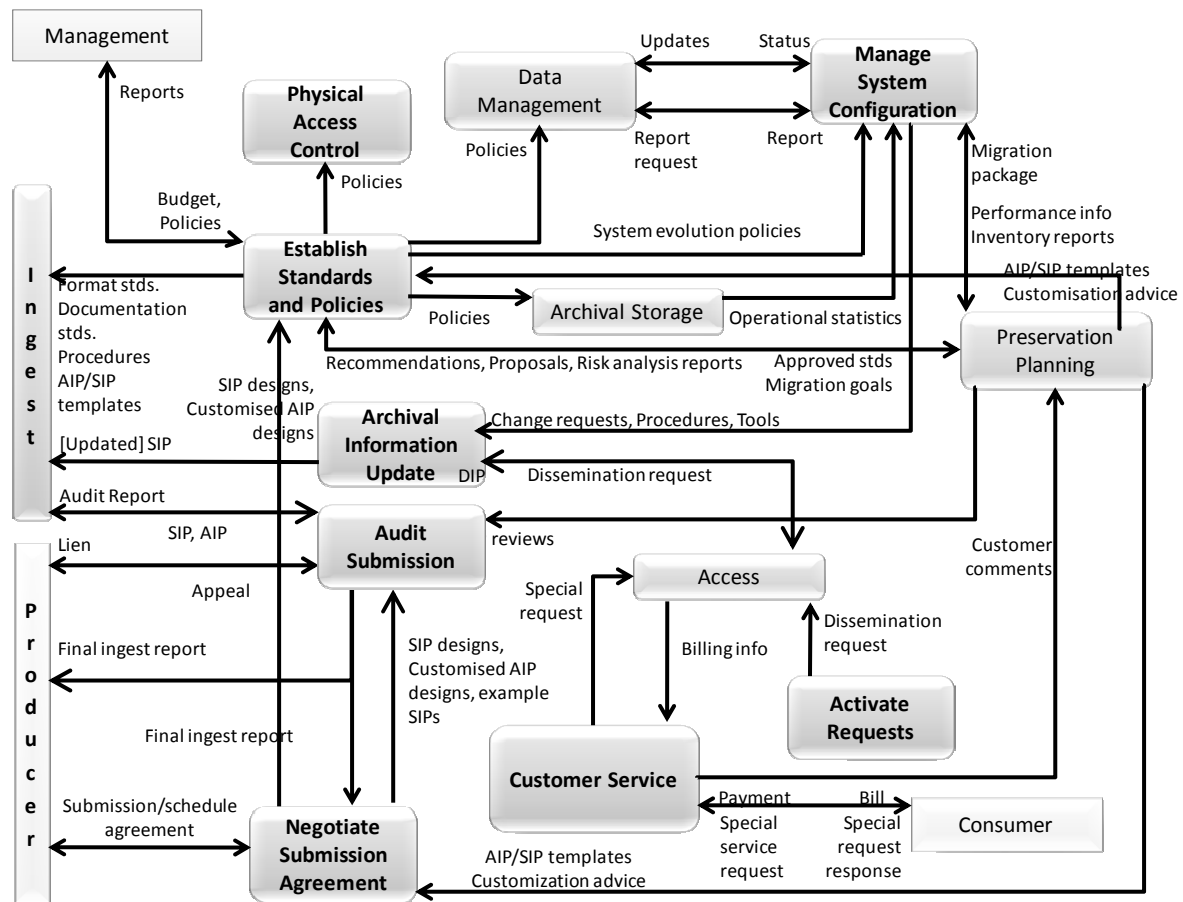 Management
Reports
Physical
Access
Control
Policies
Budget,
Policies
Data
Management
Updates
Status
Manage
System
Configuration
Report
request
Report
Policies
Migration
package
Performance info
Inventory reports
System evolution policies
Establish
Standards
and Policies
AIP/SIP templates
Customisation advice
Ingest
Format stds.
Documentation
stds.
Procedures
AIP/SIP
templates
Policies
Archival Storage
Operational statistics
Preservation
Planning
Recommendations, Proposals, Risk analysis reports
Approved stds
Migration goals
SIP designs,
Customised AIP
designs
Archival
Information
Update
Change requests, Procedures, Tools
[Updated] SIP
DIP
Dissemination request
Audit Report
SIP, AIP
Audit
Submission
reviews
Customer
comments
Producer
Lien
Appeal
Special
request
Access
Dissemination
request
Billing info
Final ingest report
SIP designs,
Customised AIP
designs, example
SIPs
Activate
Requests
Final ingest report
Customer Service
Submission/schedule
agreement
Negotiate
Submission
Agreement
Payment
Special
service
request
Bill
Special
request
response
Consumer
AIP/SIP templates
Customization advice